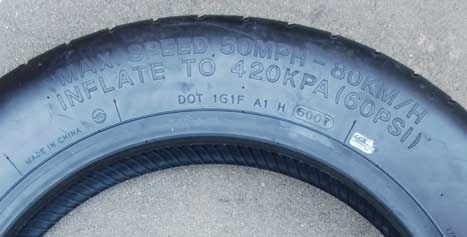 MAX. SPEED 50MPH - 80KM/H
INFLATE TO 420KPA (60PSI)
DOT 1G1F A1 H
MADE IN CHINA